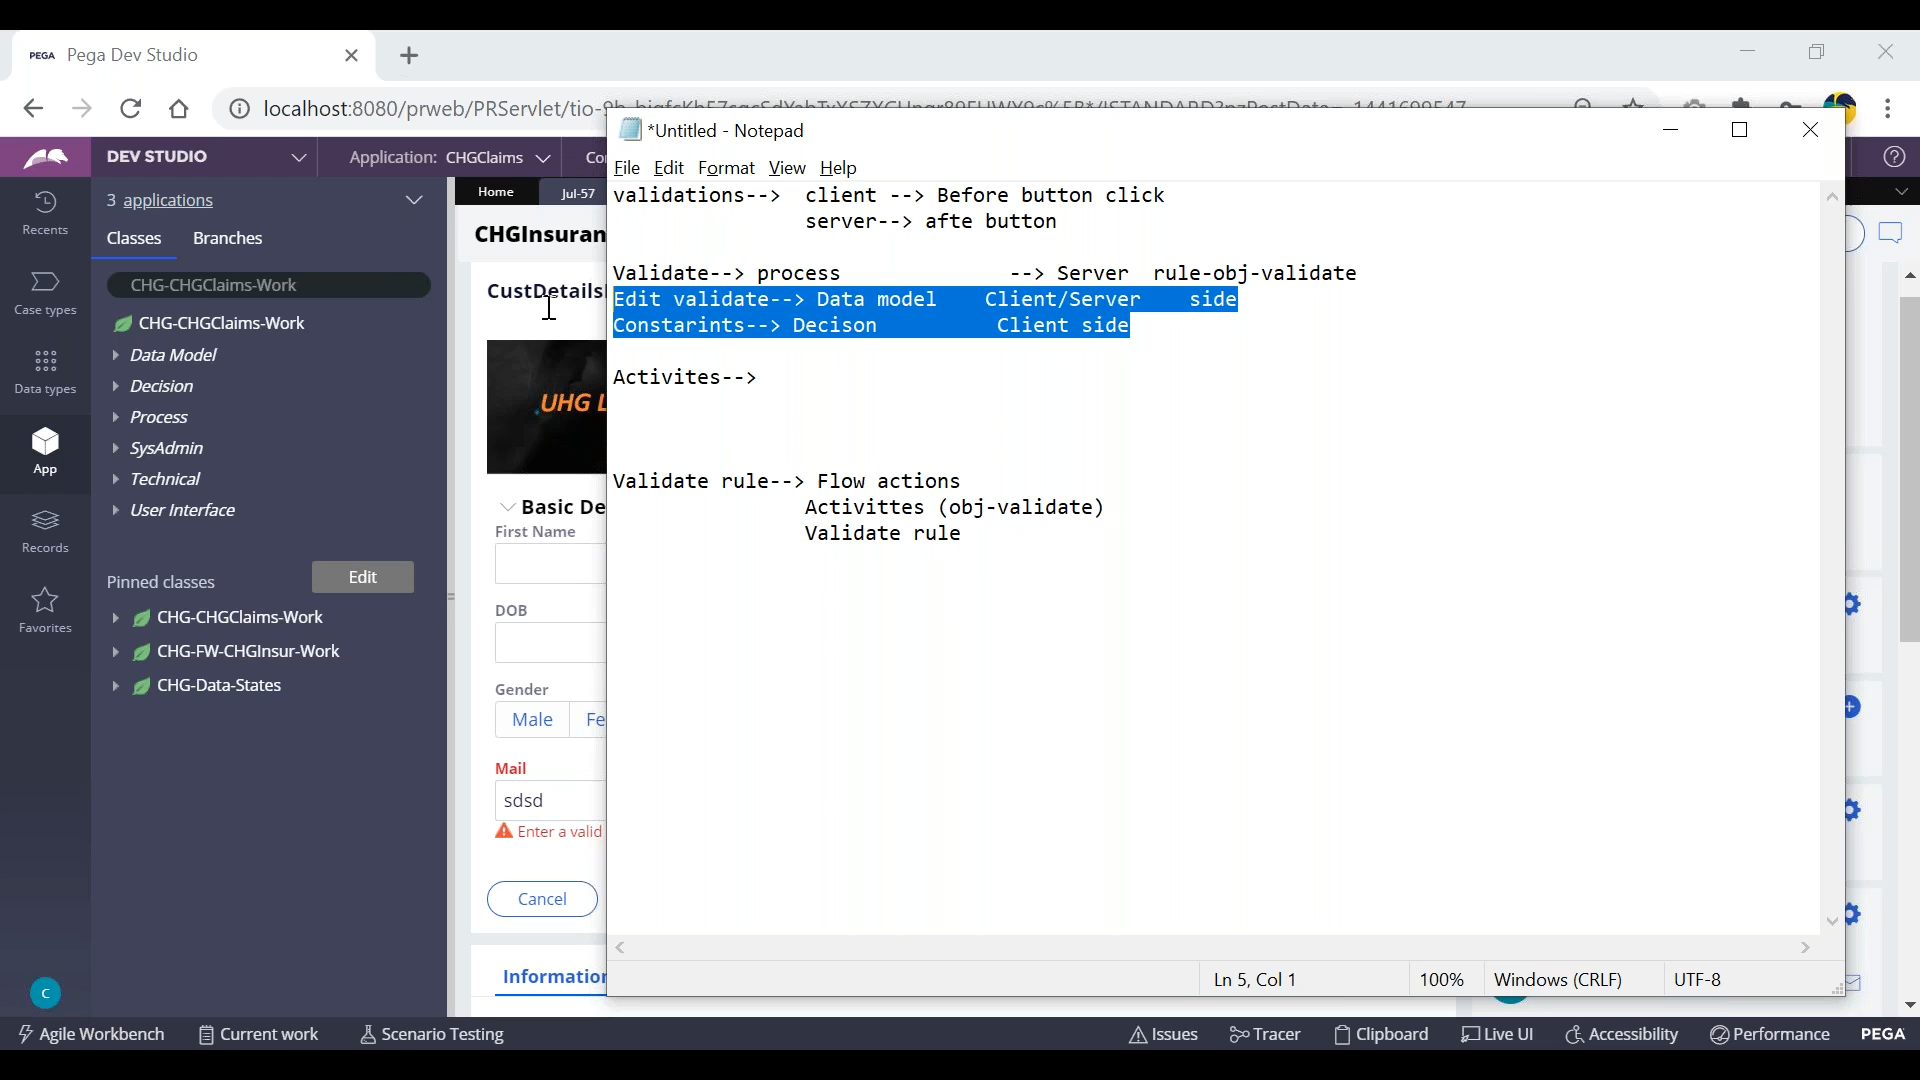 PEGA Pega Dev Studio
localhost:8080/prweb/PRServlet/
*Untitled - Notepad
File Edit Format View Help
DEV STUDIO
Application: CHGClaims
Recents
Case types
Data types
App
Records
Favorites
C
3 applications
Classes Branches
CHG-CHGClaims-Work
CHG-CHGClaims-Work
Data Model
Decision
Process
SysAdmin
Technical
User Interface
Pinned classes Edit
CHG-CHGClaims-Work
CHG-FW-CHGInsur-Work
CHG-Data-States
Home Jul-57
CHGInsuran
CustDetails
UHG L
Basic De
First Name
DOB
Gender
Male Fe
Mail
sdsd
Enter a valid
Cancel
Information
validations--> client --> Before button click
server--> afte button
Validate--> process --> Server rule-obj-validate
Edit validate--> Data model Client/Server side
Constarints--> Decison Client side
Activites-->
Validate rule--> Flow actions
Activittes (obj-validate)
Validate rule
Ln 5, Col 1 100% Windows (CRLF) UTF-8
Agile Workbench Current work Scenario Testing Issues Tracer Clipboard Live UI Accessibility Performance PEGA